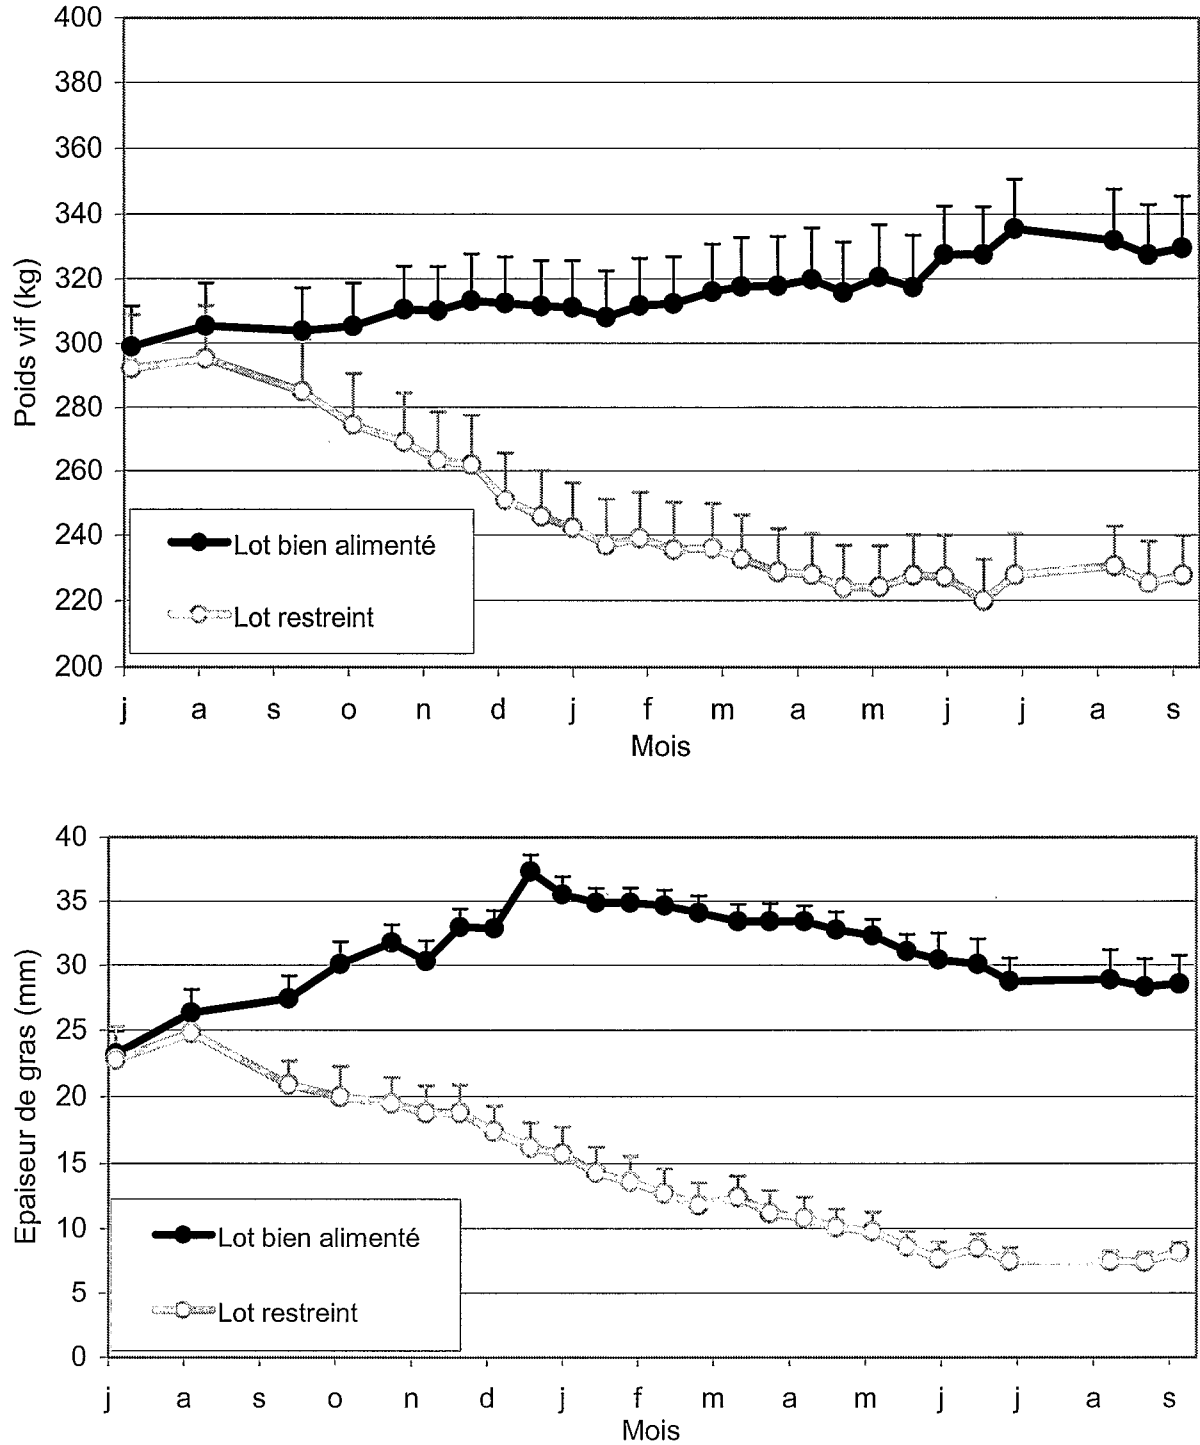 400
380
360
340
320
300
280
260
240
220
200
Poids vif (kg)
Lot bien alimenté
Lot restreint
j a s o n d j f m a m j j a s
Mois
40
35
30
25
20
15
10
5
0
Epaiseur de gras (mm)
Lot bien alimenté
Lot restreint
j a s o n d j f m a m j j a s
Mois